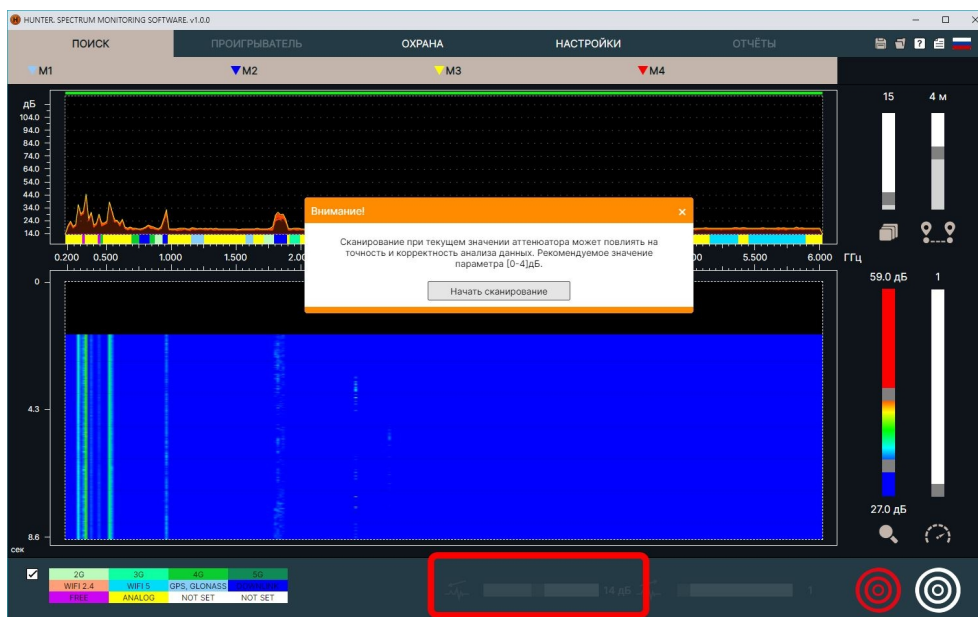 HUNTER. SPECTRUM MONITORING SOFTWARE. v1.0.0
ПОИСК ПРОИГРЫВАТЕЛЬ ОХРАНА НАСТРОЙКИ ОТЧЁТЫ
M1 M2 M3 M4
дБ
104.0
94.0
84.0
74.0
64.0
54.0
44.0
34.0
24.0
14.0
15 4 м
Внимание!
Сканирование при текущем значении аттенюатора может повлиять на
точность и корректность анализа данных. Рекомендуемое значение
параметра [0-4]дБ.
Начать сканирование
0.200 0.500 1.000 1.500 2.00 00 5.500 6.000 ГГц
59.0 дБ 1
0
4.3
8.6
сек
27.0 дБ
2G 3G 4G 5G
WIFI 2.4 WIFI 5 GPS, GLONASS
FREE ANALOG NOT SET NOT SET
14 дБ 1